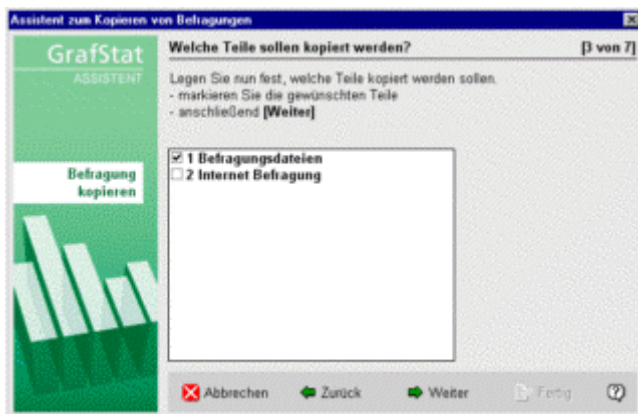 Assistent zum Kopieren von Befragungen
GrafStat
ASSISTENT
Befragung
kopieren
Welche Teile sollen kopiert werden?
[3 von 7]
Legen Sie nun fest, welche Teile kopiert werden sollen.
- markieren Sie die gewünschten Teile
- anschließend [Weiter]
1 Befragungsdateien
2 Internet Befragung
Abbrechen
Zurück
Weiter
Fertig
?